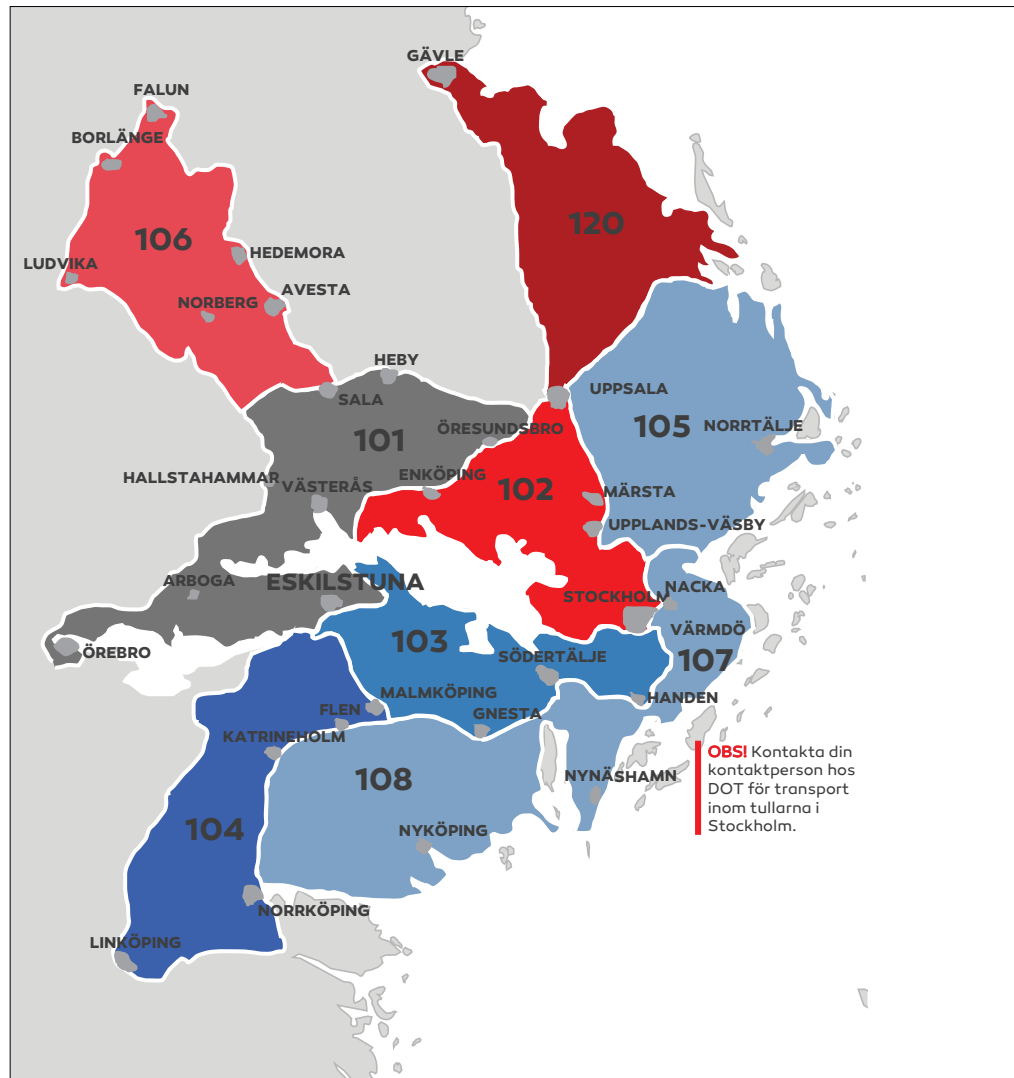 GÄVLE
FALUN
BORLÄNGE
120
106
HEDEMORA
LUDVIKA
AVESTA
NORBERG
HEBY
UPPSALA
SALA
105
NORRTÄLJE
ÖRESUNDSBRO
101
ENKÖPING
HALLSTAHAMMAR
VÄSTERÅS
102
MÄRSTA
UPPLANDS-VÄSBY
ARBOGA
ESKILSTUNA
NACKA
STOCKHOLM
VÄRMDÖ
103
ÖREBRO
SÖDERTÄLJE
107
MALMKÖPING
HANDEN
FLEN
GNESTA
KATRINEHOLM
OBS! Kontakta din
kontaktperson hos
DOT för transport
inom tullarna i
Stockholm.
108
NYNÄSHAMN
104
NYKÖPING
NORRKÖPING
LINKÖPING